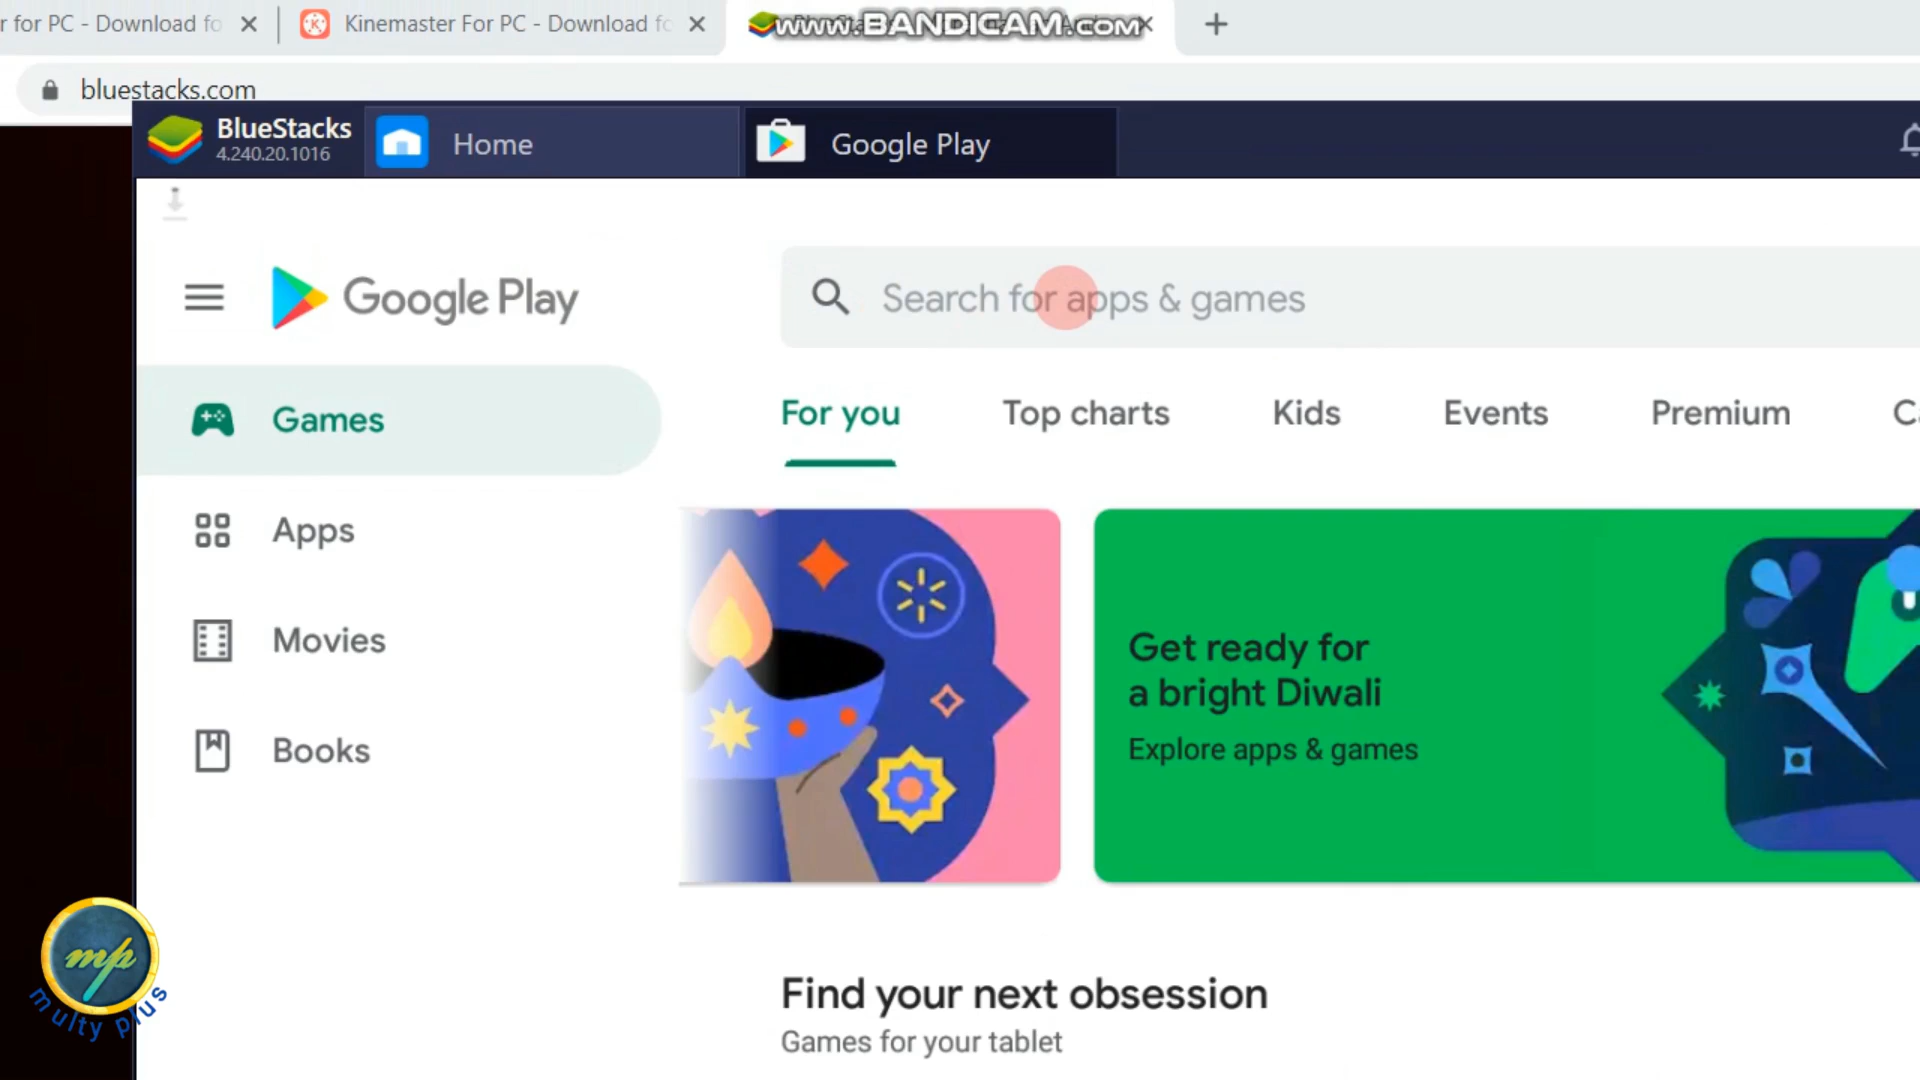 r for PC - Download fo
Kinemaster For PC - Download fo
www.BANDICAM.com
bluestacks.com
BlueStacks
4.240.20.1016
Home
Google Play
Google Play
Search for apps & games
Games
For you
Top charts
Kids
Events
Premium
Ca
Apps
Movies
Books
Get ready for
a bright Diwali
Explore apps & games
Find your next obsession
Games for your tablet
mp
multy plus